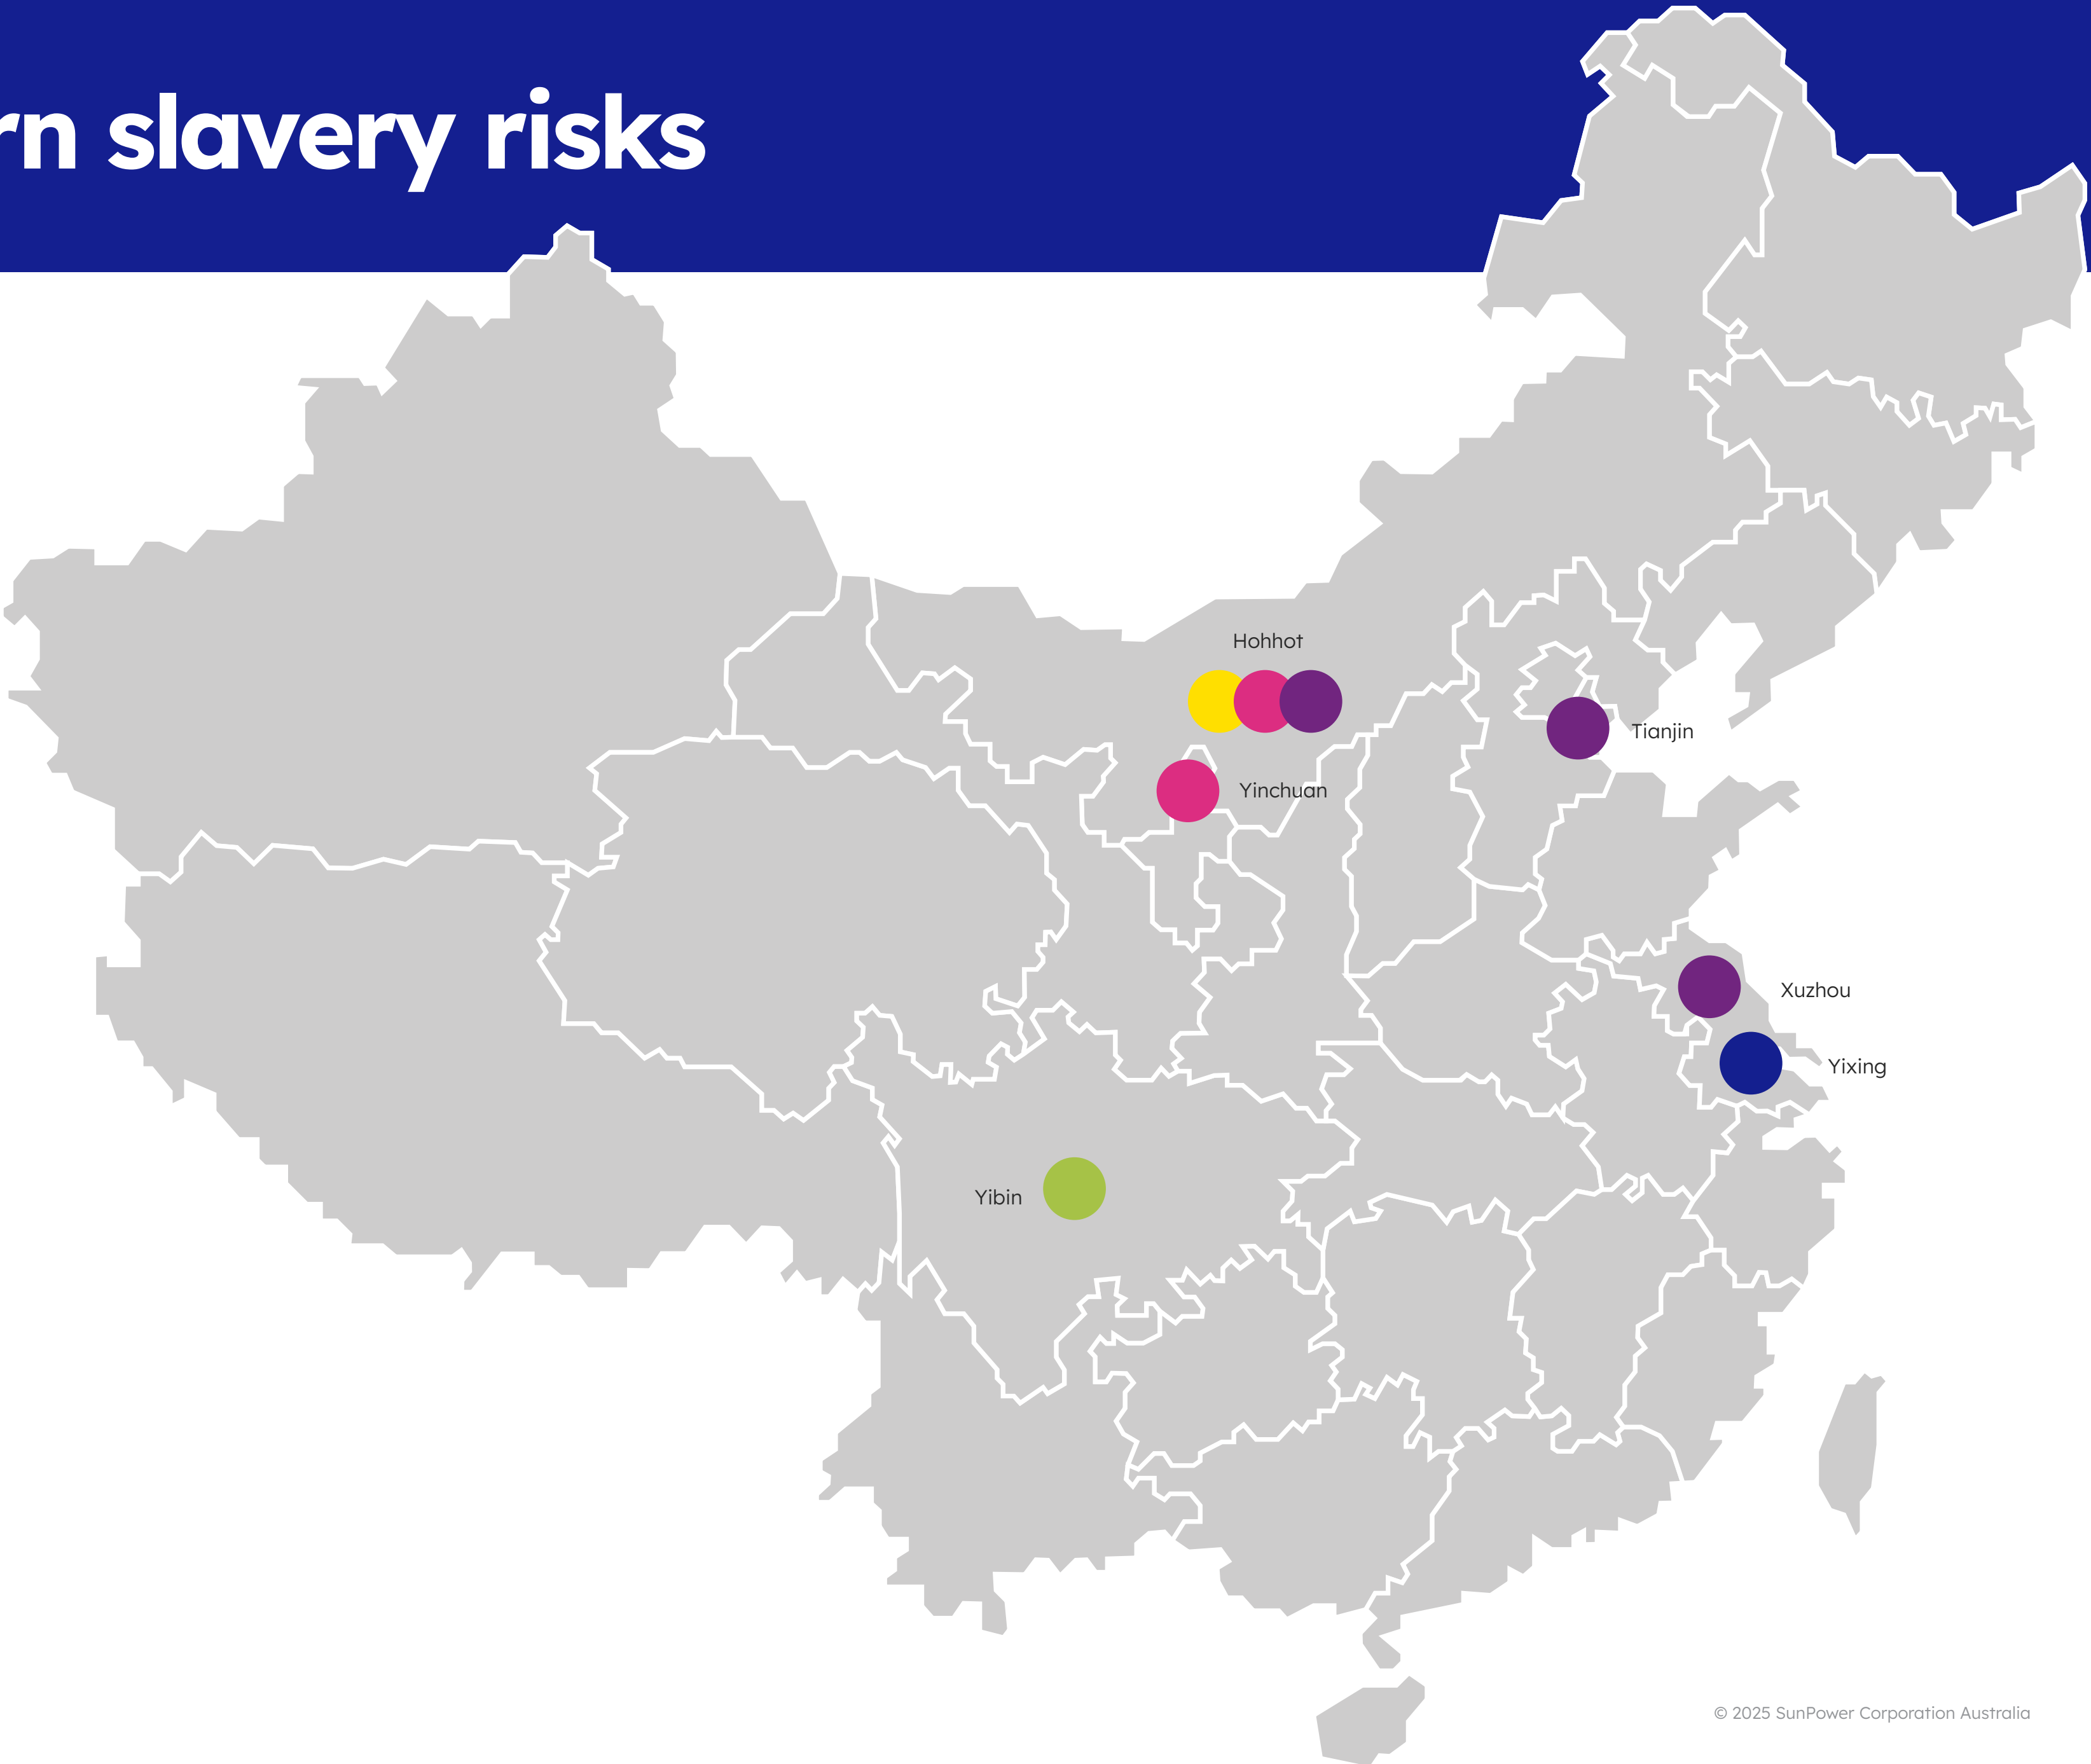 rn slavery risks
Hohhot
Tianjin
Yinchuan
Xuzhou
Yixing
Yibin
© 2025 SunPower Corporation Australia